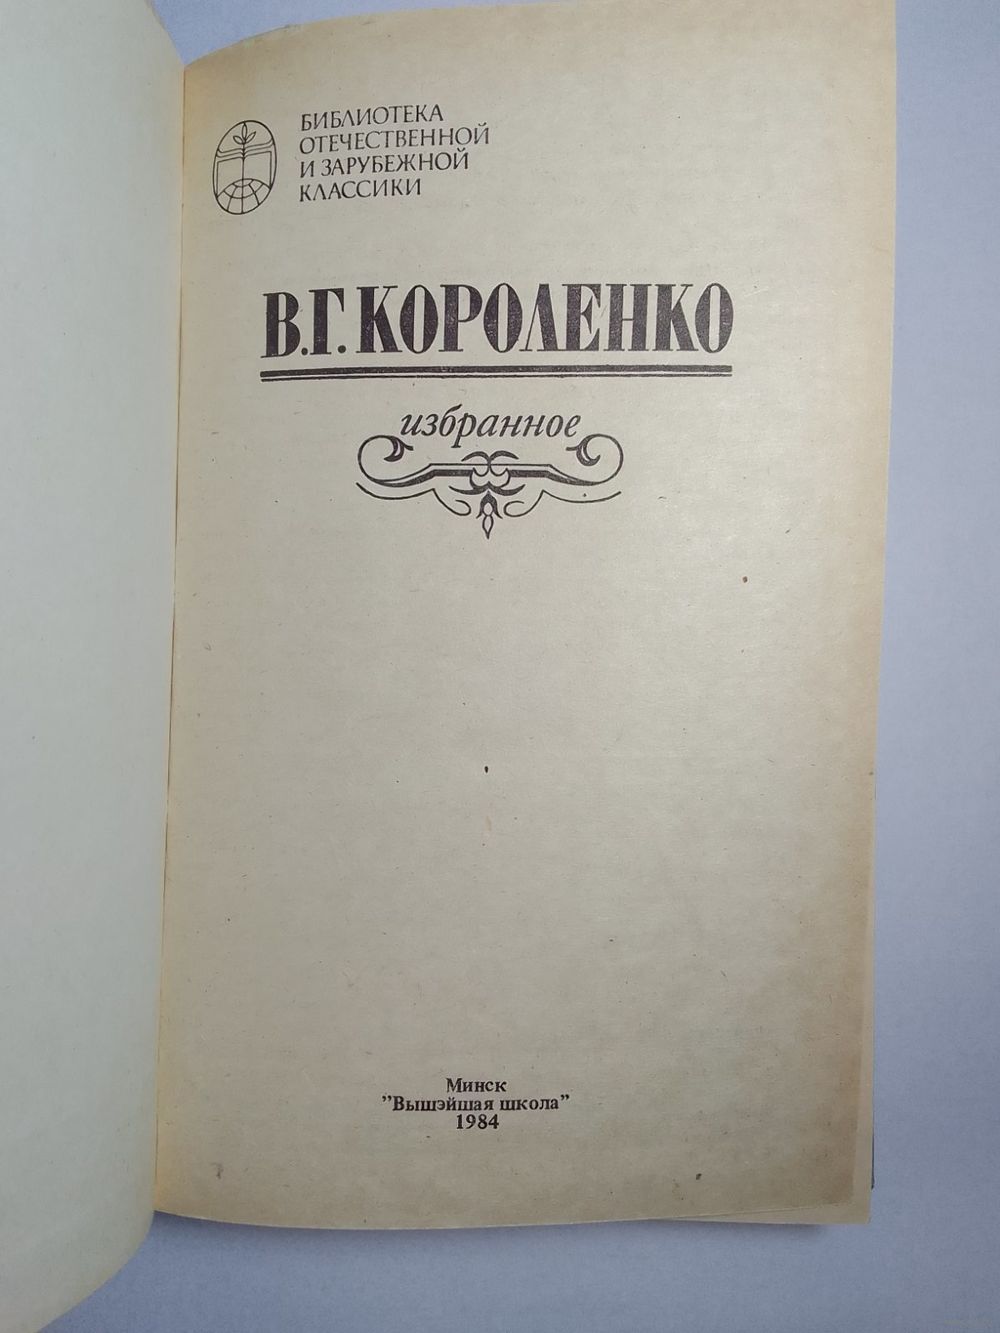 БИБЛИОТЕКА
ОТЕЧЕСТВЕННОЙ
И ЗАРУБЕЖНОЙ
КЛАССИКИ
В.Г. КОРОЛЕНКО
избранное
Минск
"Вышэйшая школа"
1984